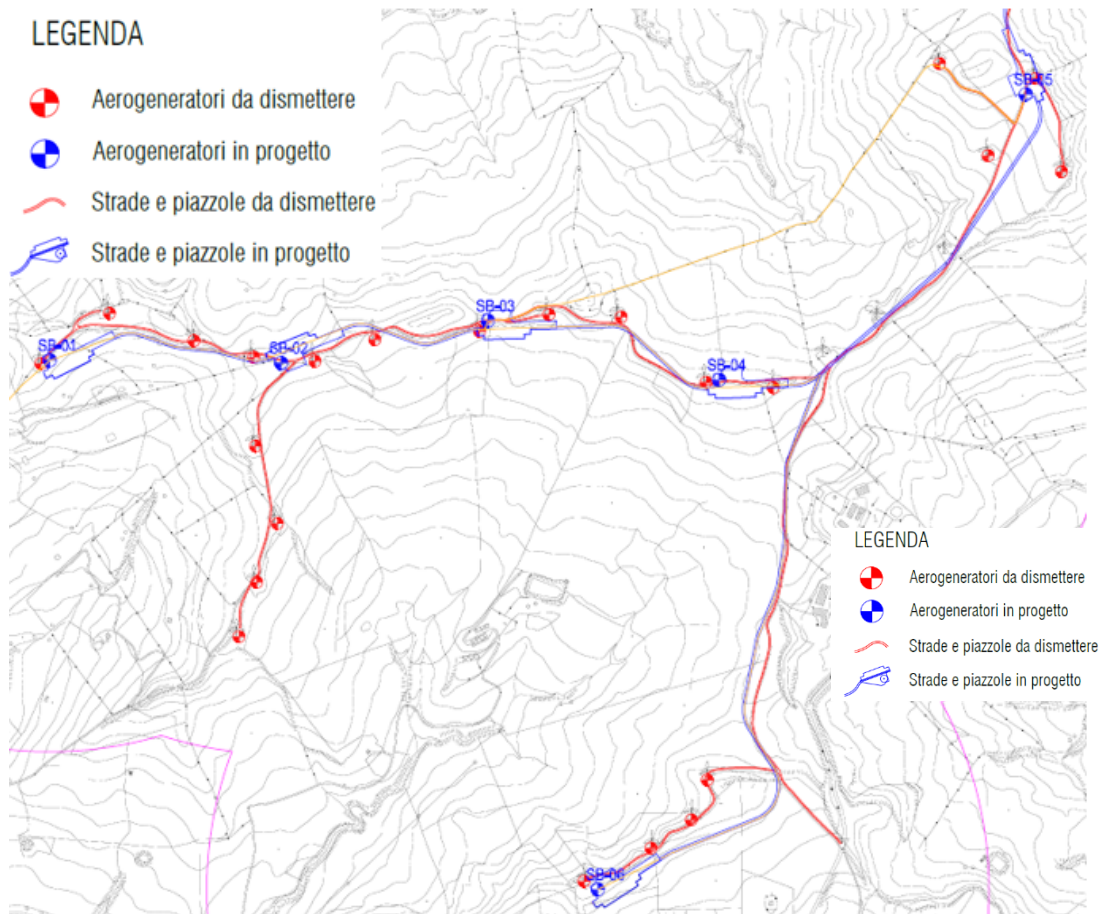 LEGENDA
Aerogeneratori da dismettere
Aerogeneratori in progetto
Strade e piazzole da dismettere
Strade e piazzole in progetto
SB-05
SB-03
SB-01
SB-02
SB-04
LEGENDA
Aerogeneratori da dismettere
Aerogeneratori in progetto
Strade e piazzole da dismettere
Strade e piazzole in progetto
SB-06